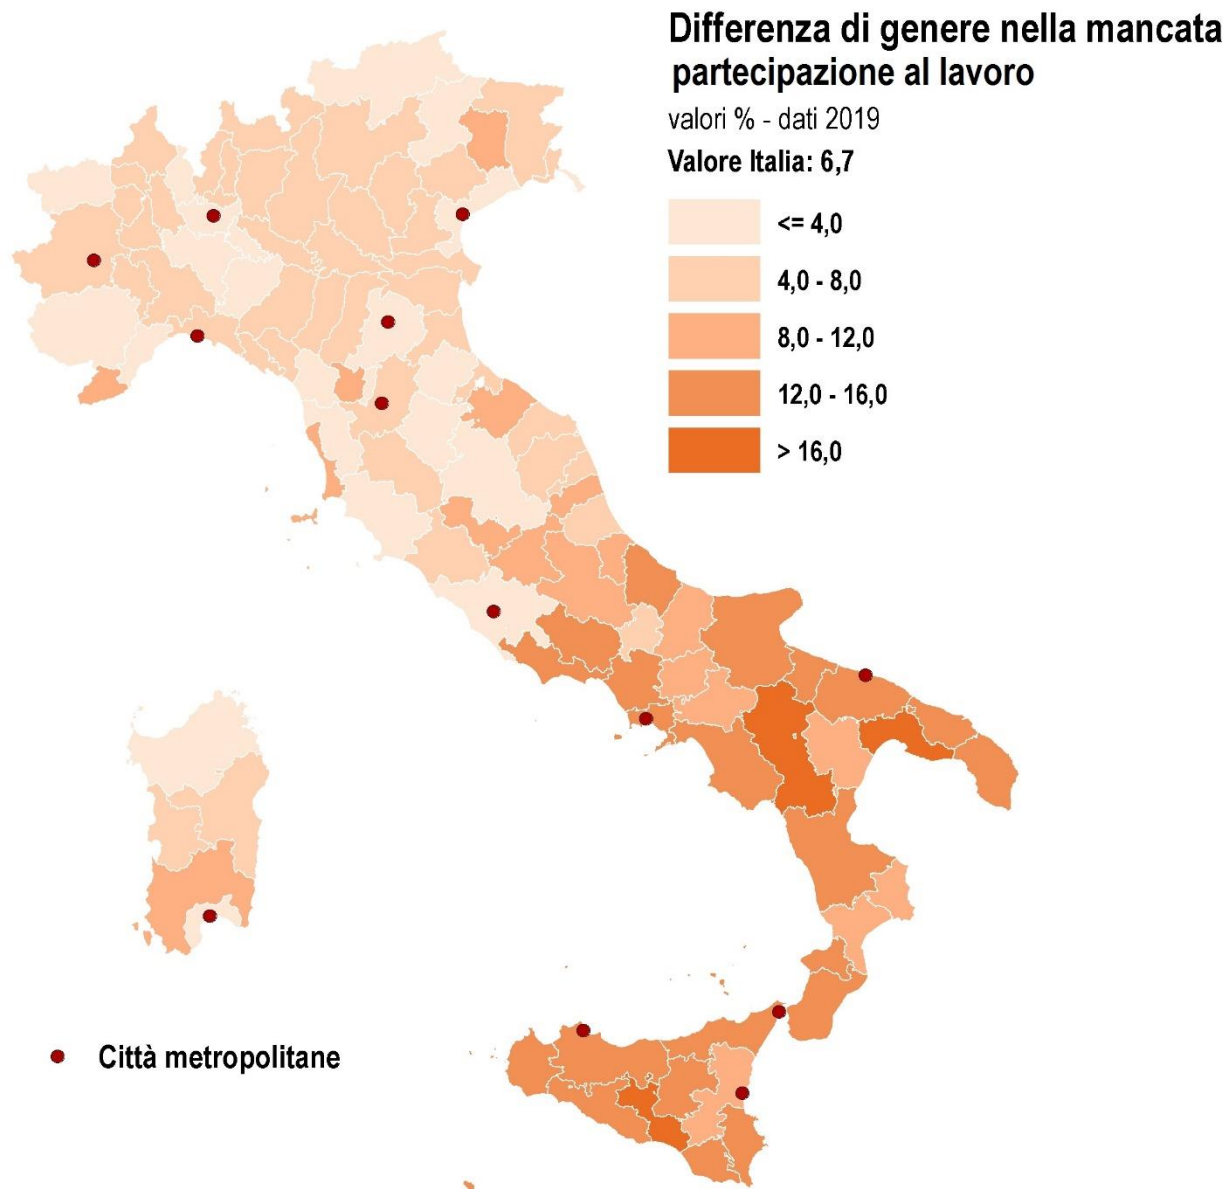 Differenza di genere nella mancata
partecipazione al lavoro
valori % - dati 2019
Valore Italia: 6,7
<= 4,0
4,0 - 8,0
8,0 - 12,0
12,0 - 16,0
> 16,0
Città metropolitane